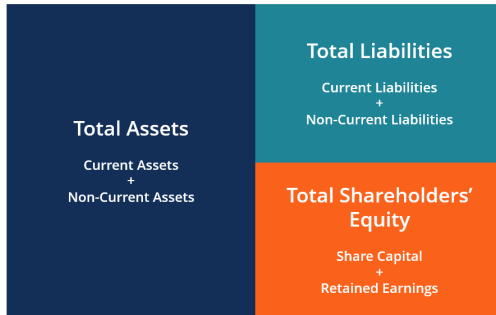 Total Assets
Current Assets
+
Non-Current Assets
Total Liabilities
Current Liabilities
+
Non-Current Liabilities
Total Shareholders’
Equity
Share Capital
+
Retained Earnings